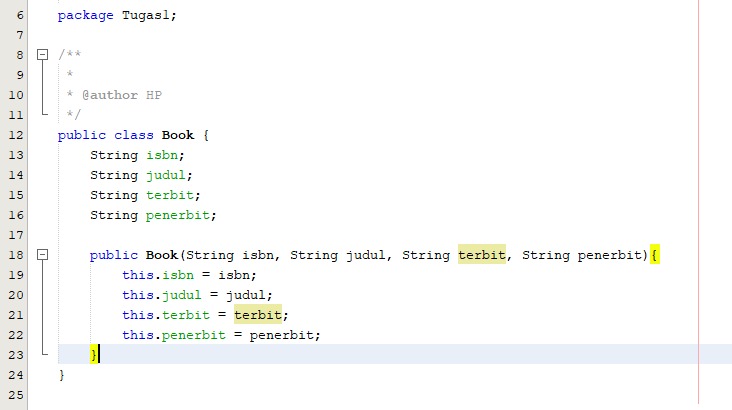 6 package Tugas1;
7
8 /**
9  *
10  * @author HP
11  */
12 public class Book {
13     String isbn;
14     String judul;
15     String terbit;
16     String penerbit;
17
18     public Book(String isbn, String judul, String terbit, String penerbit){
19         this.isbn = isbn;
20         this.judul = judul;
21         this.terbit = terbit;
22         this.penerbit = penerbit;
23     }
24 }
25